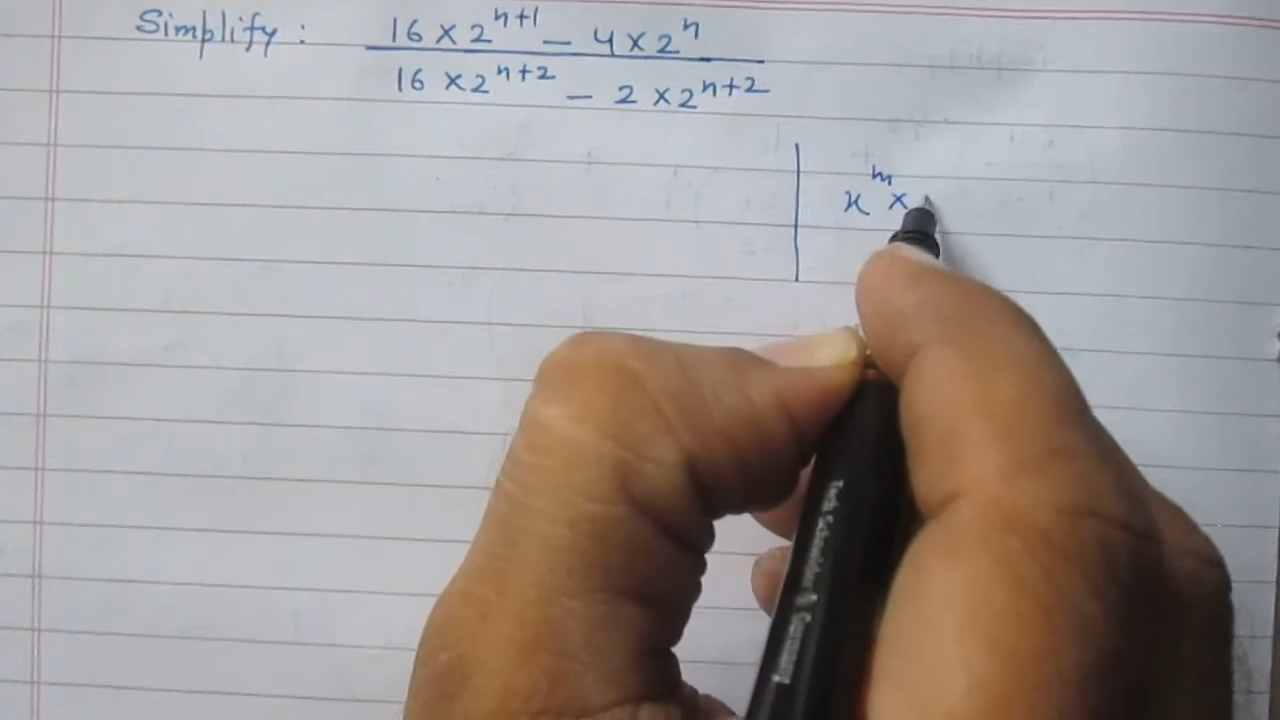 Simplify : 16 × 2^{n+1} - 4 × 2^n
16 × 2^{n+2} - 2 × 2^{n+2}
x^m ×